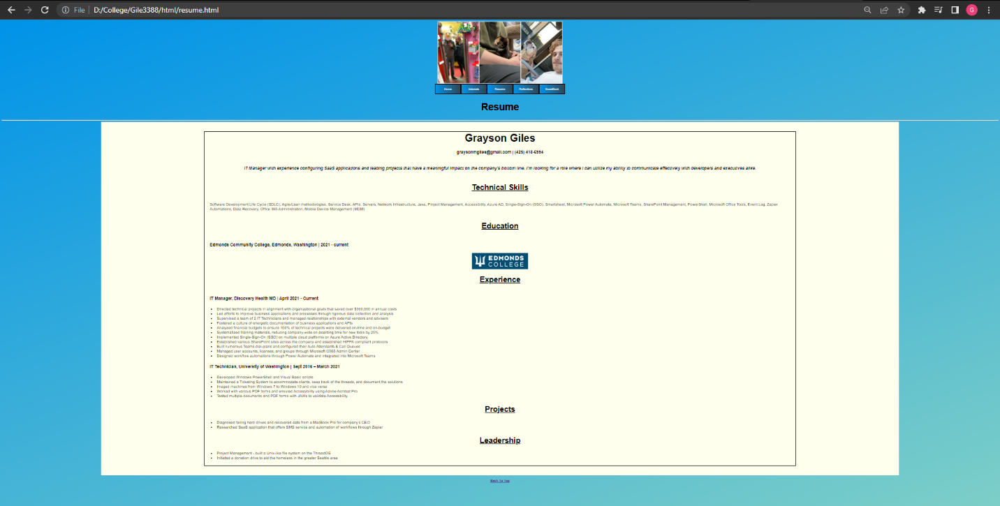 File
D:/College/Gile3388/html/resume.html
G
Home Interests Resume Reflections GuestBook
Resume
Grayson Giles
graysonmgiles@gmail.com | (425) 418-6994
IT Manager with experience configuring SaaS applications and leading projects that have a meaningful impact on the company's bottom line. I'm looking for a role where I can utilize my ability to communicate effectively with developers and executives alike.
Technical Skills
Software Development Life Cycle (SDLC), Agile/Lean methodologies, Service Desk, APIs, Servers, Network Infrastructure, Java, Project Management, Accessibility, Azure AD, Single-Sign-On (SSO), Smartsheet, Microsoft Power Automate, Microsoft Teams, SharePoint Management, PowerShell, Microsoft Office Tools, Event Log, Zapier
Automations, Data Recovery, Office 365 Administration, Mobile Device Management (MDM)
Education
Edmonds Community College, Edmonds, Washington | 2021 - current
EDMONDS
COLLEGE
Experience
IT Manager, Discovery Health MD | April 2021 - Current
Directed technical projects in alignment with organizational goals that saved over $300,000 in annual costs
Led efforts to improve business applications and processes through rigorous data collection and analysis
Supervised a team of 2 IT Technicians and managed relationships with external vendors and advisers
Fostered a culture of energetic documentation of business applications and APIs
Analyzed financial budgets to ensure 100% of technical projects were delivered on-time and on-budget
Systematized training materials, reducing company-wide on-boarding time for new tools by 25%
Implemented Single-Sign-On (SSO) on multiple cloud platforms on Azure Active Directory
Established various SharePoint sites across the company and established HIPPA compliant protocols
Built numerous Teams dial-plans and configured their Auto Attendants & Call Queues
Managed user accounts, licenses, and groups through Microsoft O365 Admin Center
Designed workflow automations through Power Automate and integrated into Microsoft Teams
IT Technician, University of Washington | Sept 2016 – March 2021
Developed Windows PowerShell and Visual Basic scripts
Maintained a Ticketing System to accommodate clients, keep track of the threads, and document the solutions
Imaged machines from Windows 7 to Windows 10 and vice versa
Worked with various PDF forms and ensured Accessibility using Adobe Acrobat Pro
Tested multiple documents and PDF forms with JAWs to validate Accessibility
Projects
Diagnosed failing hard drives and recovered data from a MacBook Pro for company's CEO
Researched SaaS application that offers SMS service and automation of workflows through Zapier
Leadership
Project Management - built a Unix-like file system on the ThreadOS
Initiated a donation drive to aid the homeless in the greater Seattle area
Back to top